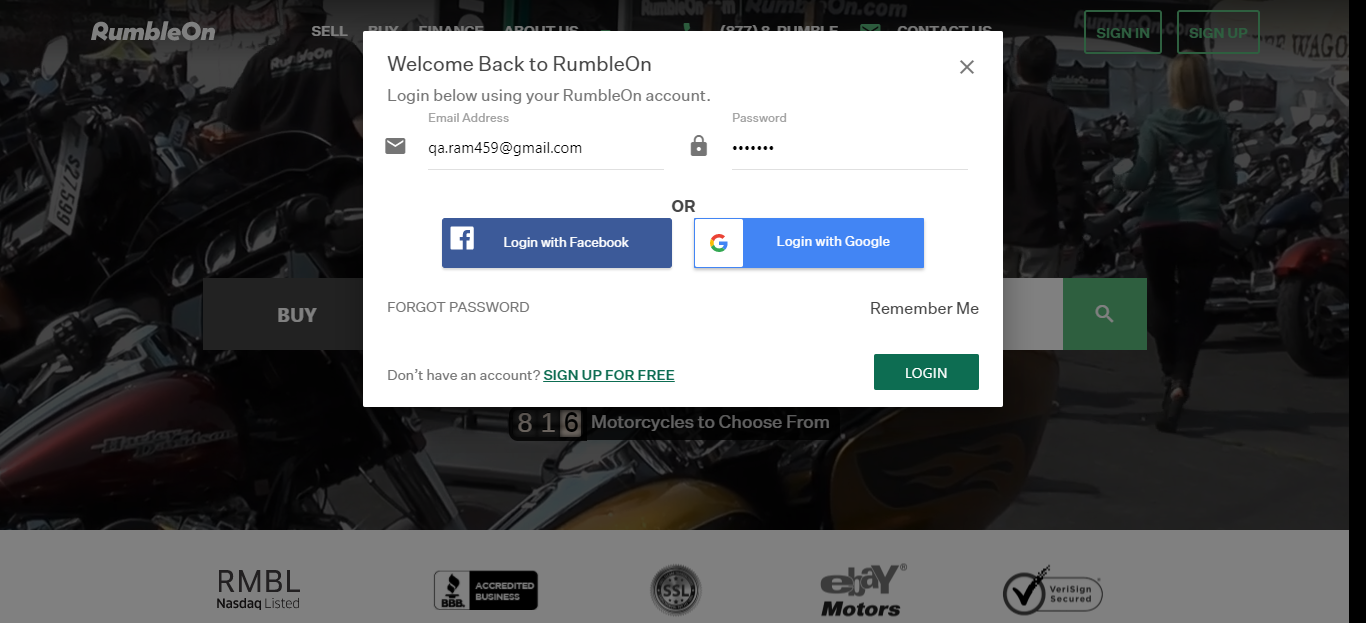 RumbleOn
SELL BUY FINANCE ABOUT US (877) 8-RUMBLE CONTACT US SIGN IN SIGN UP
Welcome Back to RumbleOn
Login below using your RumbleOn account.
Email Address Password
qa.ram459@gmail.com •••••••
OR
Login with Facebook Login with Google
FORGOT PASSWORD Remember Me
Don't have an account? SIGN UP FOR FREE LOGIN
BUY
816 Motorcycles to Choose From
$27,599
RMBL
Nasdaq Listed
BBB. ACCREDITED
BUSINESS
SSL
ebaY®
Motors
VeriSign
Secured